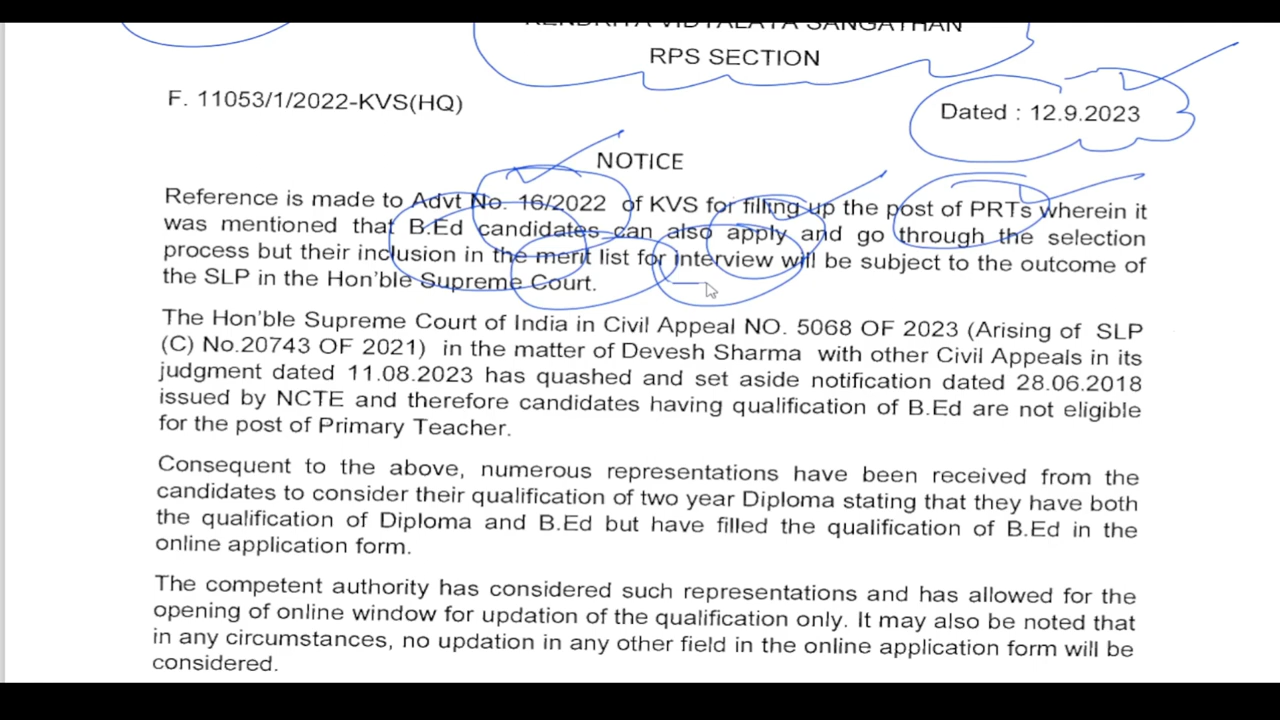 KENDRIYA VIDYALAYA SANGATHAN
RPS SECTION
F. 11053/1/2022-KVS(HQ)
Dated : 12.9.2023
NOTICE
Reference is made to Advt No. 16/2022 of KVS for filling up the post of PRTs wherein it
was mentioned that B.Ed candidates can also apply and go through the selection
process but their inclusion in the merit list for interview will be subject to the outcome of
the SLP in the Hon'ble Supreme Court.
The Hon'ble Supreme Court of India in Civil Appeal NO. 5068 OF 2023 (Arising of SLP
(C) No.20743 OF 2021) in the matter of Devesh Sharma with other Civil Appeals in its
judgment dated 11.08.2023 has quashed and set aside notification dated 28.06.2018
issued by NCTE and therefore candidates having qualification of B.Ed are not eligible
for the post of Primary Teacher.
Consequent to the above, numerous representations have been received from the
candidates to consider their qualification of two year Diploma stating that they have both
the qualification of Diploma and B.Ed but have filled the qualification of B.Ed in the
online application form.
The competent authority has considered such representations and has allowed for the
opening of online window for updation of the qualification only. It may also be noted that
in any circumstances, no updation in any other field in the online application form will be
considered.